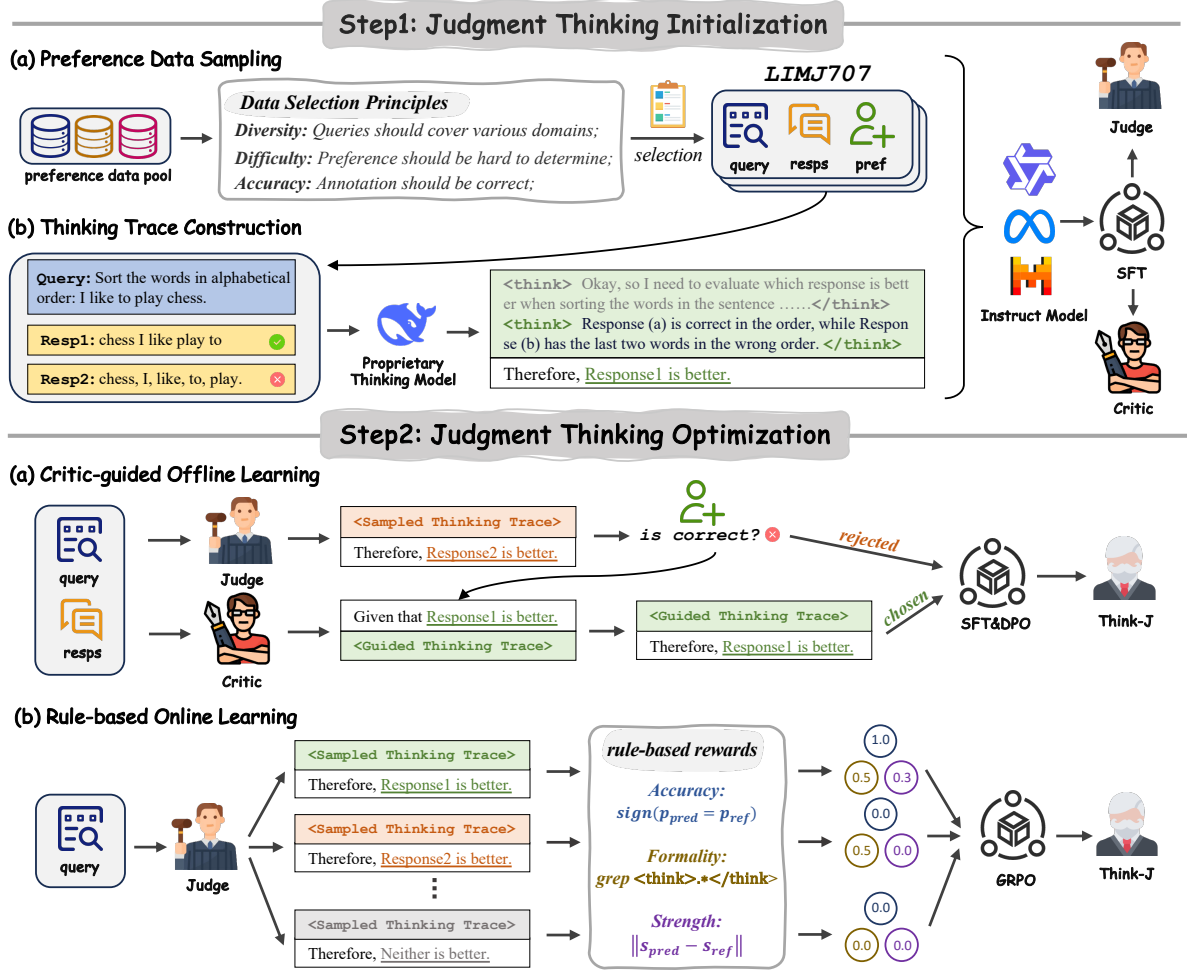 Step1: Judgment Thinking Initialization
(a) Preference Data Sampling
preference data pool
Data Selection Principles
Diversity: Queries should cover various domains;
Difficulty: Preference should be hard to determine;
Accuracy: Annotation should be correct;
selection
LIMJ707
query
resps
pref
Judge
SFT
Instruct Model
Critic
(b) Thinking Trace Construction
Query: Sort the words in alphabetical
order: I like to play chess.
Resp1: chess I like play to
Resp2: chess, I, like, to, play.
Proprietary
Thinking Model
<think> Okay, so I need to evaluate which response is bett
er when sorting the words in the sentence ……</think>
<think> Response (a) is correct in the order, while Respon
se (b) has the last two words in the wrong order. </think>
Therefore, Response1 is better.
Step2: Judgment Thinking Optimization
(a) Critic-guided Offline Learning
query
resps
Judge
Critic
<Sampled Thinking Trace>
Therefore, Response2 is better.
is correct?
rejected
Given that Response1 is better.
<Guided Thinking Trace>
<Guided Thinking Trace>
Therefore, Response1 is better.
chosen
SFT&DPO
Think-J
(b) Rule-based Online Learning
query
Judge
<Sampled Thinking Trace>
Therefore, Response1 is better.
<Sampled Thinking Trace>
Therefore, Response2 is better.
<Sampled Thinking Trace>
Therefore, Neither is better.
rule-based rewards
Accuracy:
sign(p_pred = p_ref)
Formality:
grep <think>.*</think>
Strength:
‖s_pred − s_ref‖
1.0
0.5 0.3
0.0
0.5 0.0
0.0
0.0 0.0
GRPO
Think-J